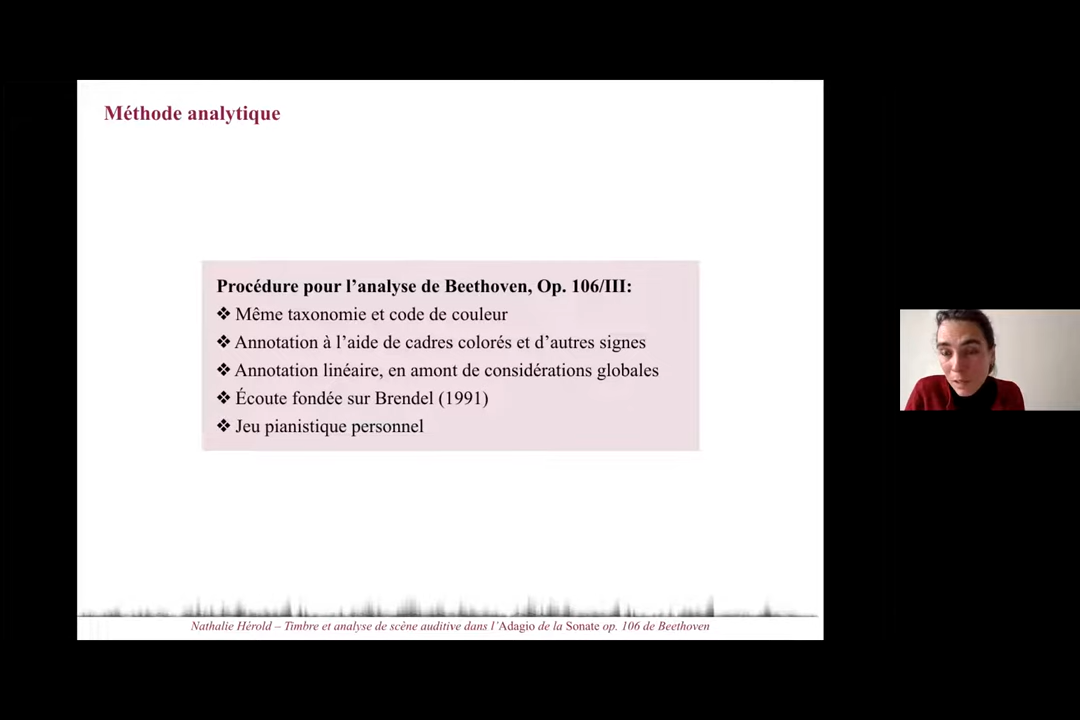 Méthode analytique
Procédure pour l’analyse de Beethoven, Op. 106/III:
❖ Même taxonomie et code de couleur
❖ Annotation à l’aide de cadres colorés et d’autres signes
❖ Annotation linéaire, en amont de considérations globales
❖ Écoute fondée sur Brendel (1991)
❖ Jeu pianistique personnel
Nathalie Hérold – Timbre et analyse de scène auditive dans l’Adagio de la Sonate op. 106 de Beethoven